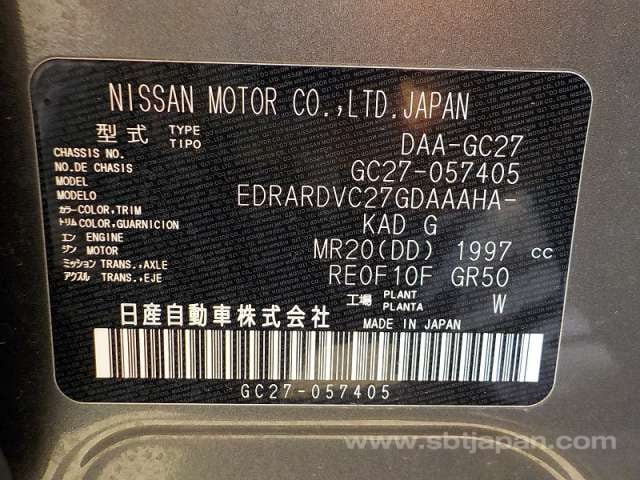 NISSAN MOTOR CO.,LTD.JAPAN
型式 TYPE TIPO DAA-GC27
CHASSIS NO. NO.DE CHASSIS GC27-057405
MODEL MODELO EDRARDVC27GDAAAHA-
カラー COLOR,TRIM トリム COLOR,GUARNICION KAD G
エン ENGINE ジン MOTOR MR20(DD) 1997 cc
ミッション TRANS.,AXLE アクスル TRANS.,EJE RE0F10F GR50
工場 PLANT PLANTA W
日産自動車株式会社 MADE IN JAPAN
GC27-057405
www.sbtjapan.com